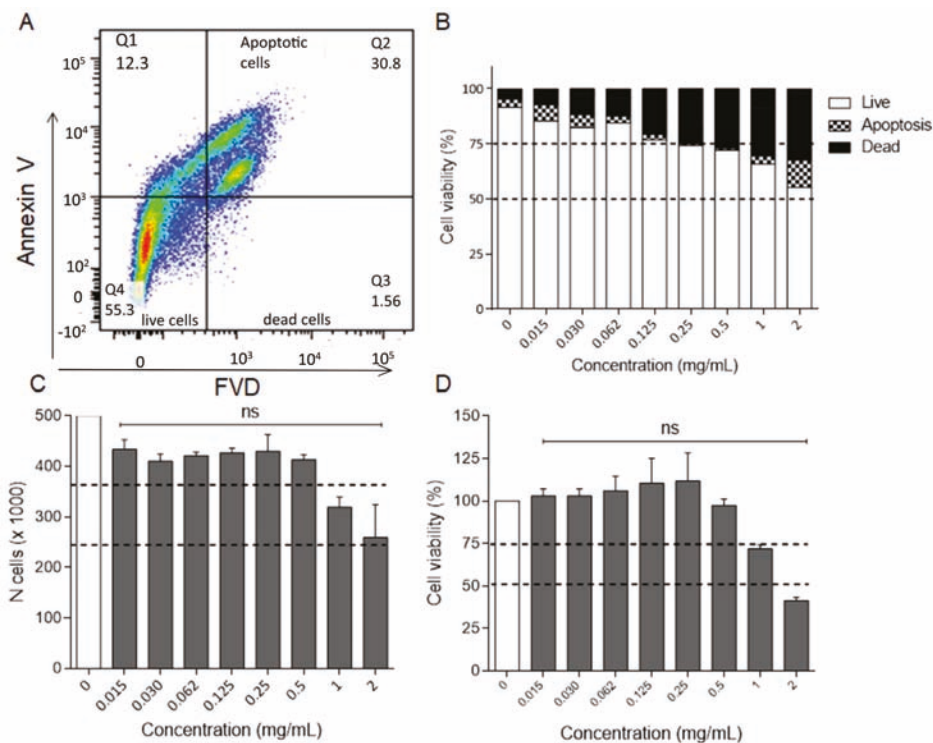 A
Q1
12.3
Apoptotic
cells
Q2
30.8
10⁵
10⁴
10³
10²
0
-10²
Annexin V
Q4
55.3
live cells
dead cells
Q3
1.56
0
10³
10⁴
10⁵
FVD
B
100
75
50
25
0
Cell viability (%)
Live
Apoptosis
Dead
0
0.015
0.030
0.062
0.125
0.25
0.5
1
2
Concentration (mg/mL)
C
ns
500
400
300
200
100
0
N cells (x 1000)
0
0.015
0.030
0.062
0.125
0.25
0.5
1
2
Concentration (mg/mL)
D
ns
150
125
100
75
50
25
0
Cell viability (%)
0
0.015
0.030
0.062
0.125
0.25
0.5
1
2
Concentration (mg/mL)